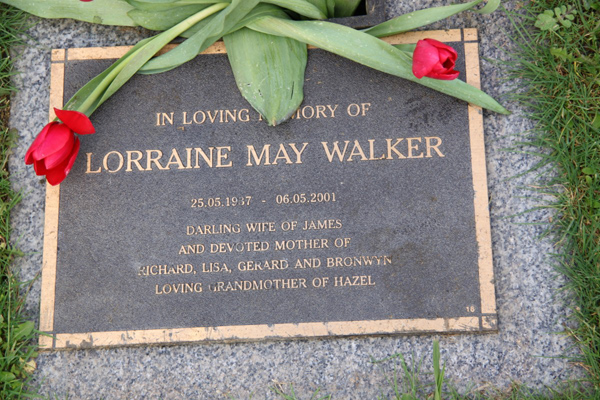 IN LOVING MEMORY OF
LORRAINE MAY WALKER
25.05.1937 - 06.05.2001
DARLING WIFE OF JAMES
AND DEVOTED MOTHER OF
RICHARD, LISA, GERARD AND BRONWYN
LOVING GRANDMOTHER OF HAZEL
16